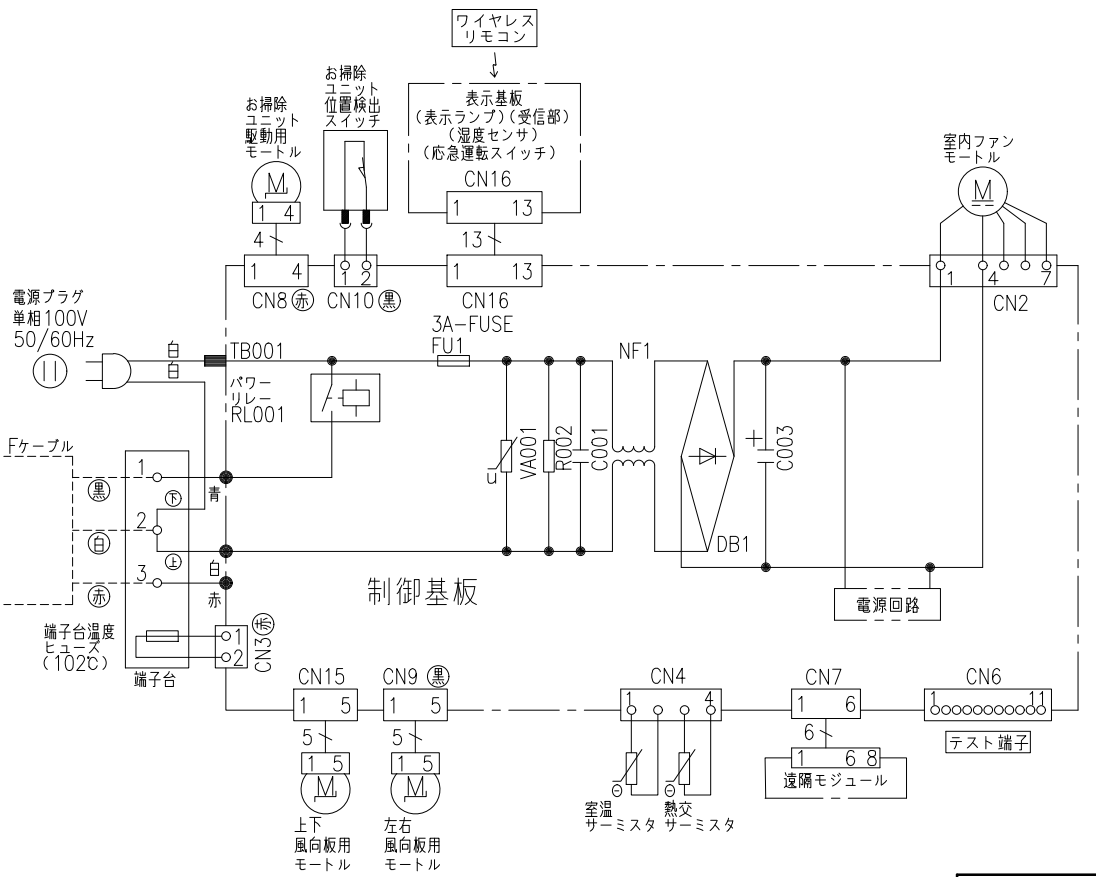 ワイヤレス
リモコン
お掃除
ユニット
位置検出
スイッチ
お掃除
ユニット
駆動用
モートル
表示基板
(表示ランプ)(受信部)
(湿度センサ)
(応急運転スイッチ)
室内ファン
モートル
M
M
CN16
1 4
1 13
4
13
1 4
1 2
1 13
1 4 7
CN8 赤
CN10 黒
CN16
CN2
電源プラグ
単相100V
50/60Hz
3A-FUSE
FU1
白
白
TB001
NF1
パワー
リレー
RL001
u
VA001
R002
C001
+
C003
DB1
Fケーブル
1
黒
下
青
2
白
上
白
3
赤
赤
制御基板
電源回路
端子台温度
ヒューズ
(102℃)
端子台
1
2
CN3赤
CN15
CN9 黒
CN4
CN7
CN6
1 5
1 5
1 4
1 6
1 11
5
5
6
テスト端子
1 5
1 5
1 6 8
M
M
遠隔モジュール
室温
サーミスタ
熱交
サーミスタ
上下
風向板用
モートル
左右
風向板用
モートル